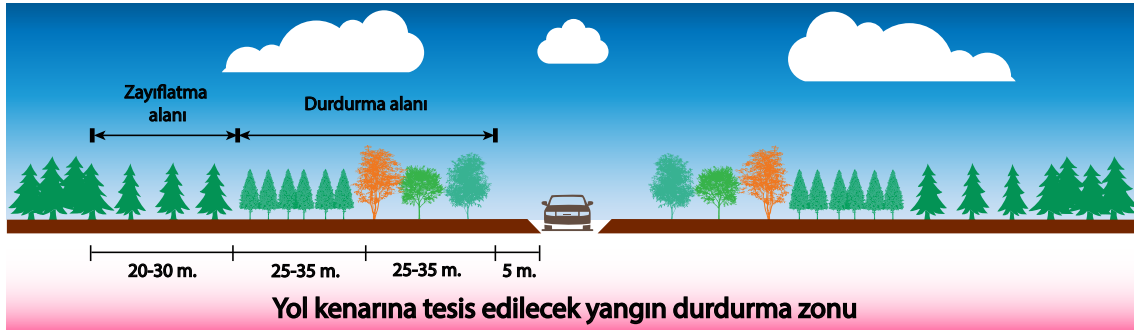 Zayıflatma
alanı
Durdurma alanı
20-30 m.
25-35 m.
25-35 m.
5 m.
Yol kenarına tesis edilecek yangın durdurma zonu